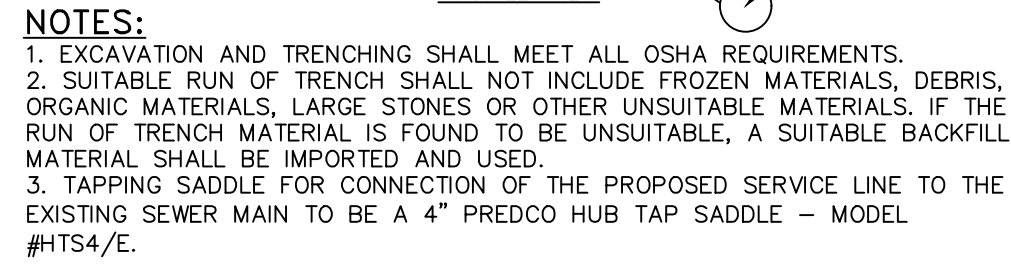 NOTES:
1. EXCAVATION AND TRENCHING SHALL MEET ALL OSHA REQUIREMENTS.
2. SUITABLE RUN OF TRENCH SHALL NOT INCLUDE FROZEN MATERIALS, DEBRIS,
ORGANIC MATERIALS, LARGE STONES OR OTHER UNSUITABLE MATERIALS. IF THE
RUN OF TRENCH MATERIAL IS FOUND TO BE UNSUITABLE, A SUITABLE BACKFILL
MATERIAL SHALL BE IMPORTED AND USED.
3. TAPPING SADDLE FOR CONNECTION OF THE PROPOSED SERVICE LINE TO THE
EXISTING SEWER MAIN TO BE A 4” PREDCO HUB TAP SADDLE – MODEL
#HTS4/E.